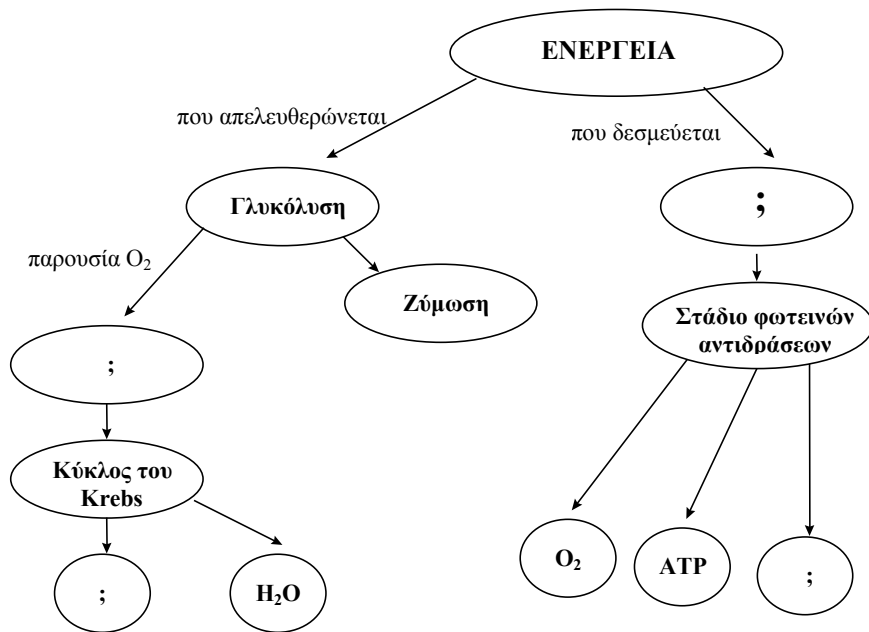 ΕΝΕΡΓΕΙΑ
που απελευθερώνεται
που δεσμεύεται
Γλυκόλυση
;
παρουσία O₂
Ζύμωση
Στάδιο φωτεινών
αντιδράσεων
;
Κύκλος του
Krebs
O₂
ATP
;
;
H₂O